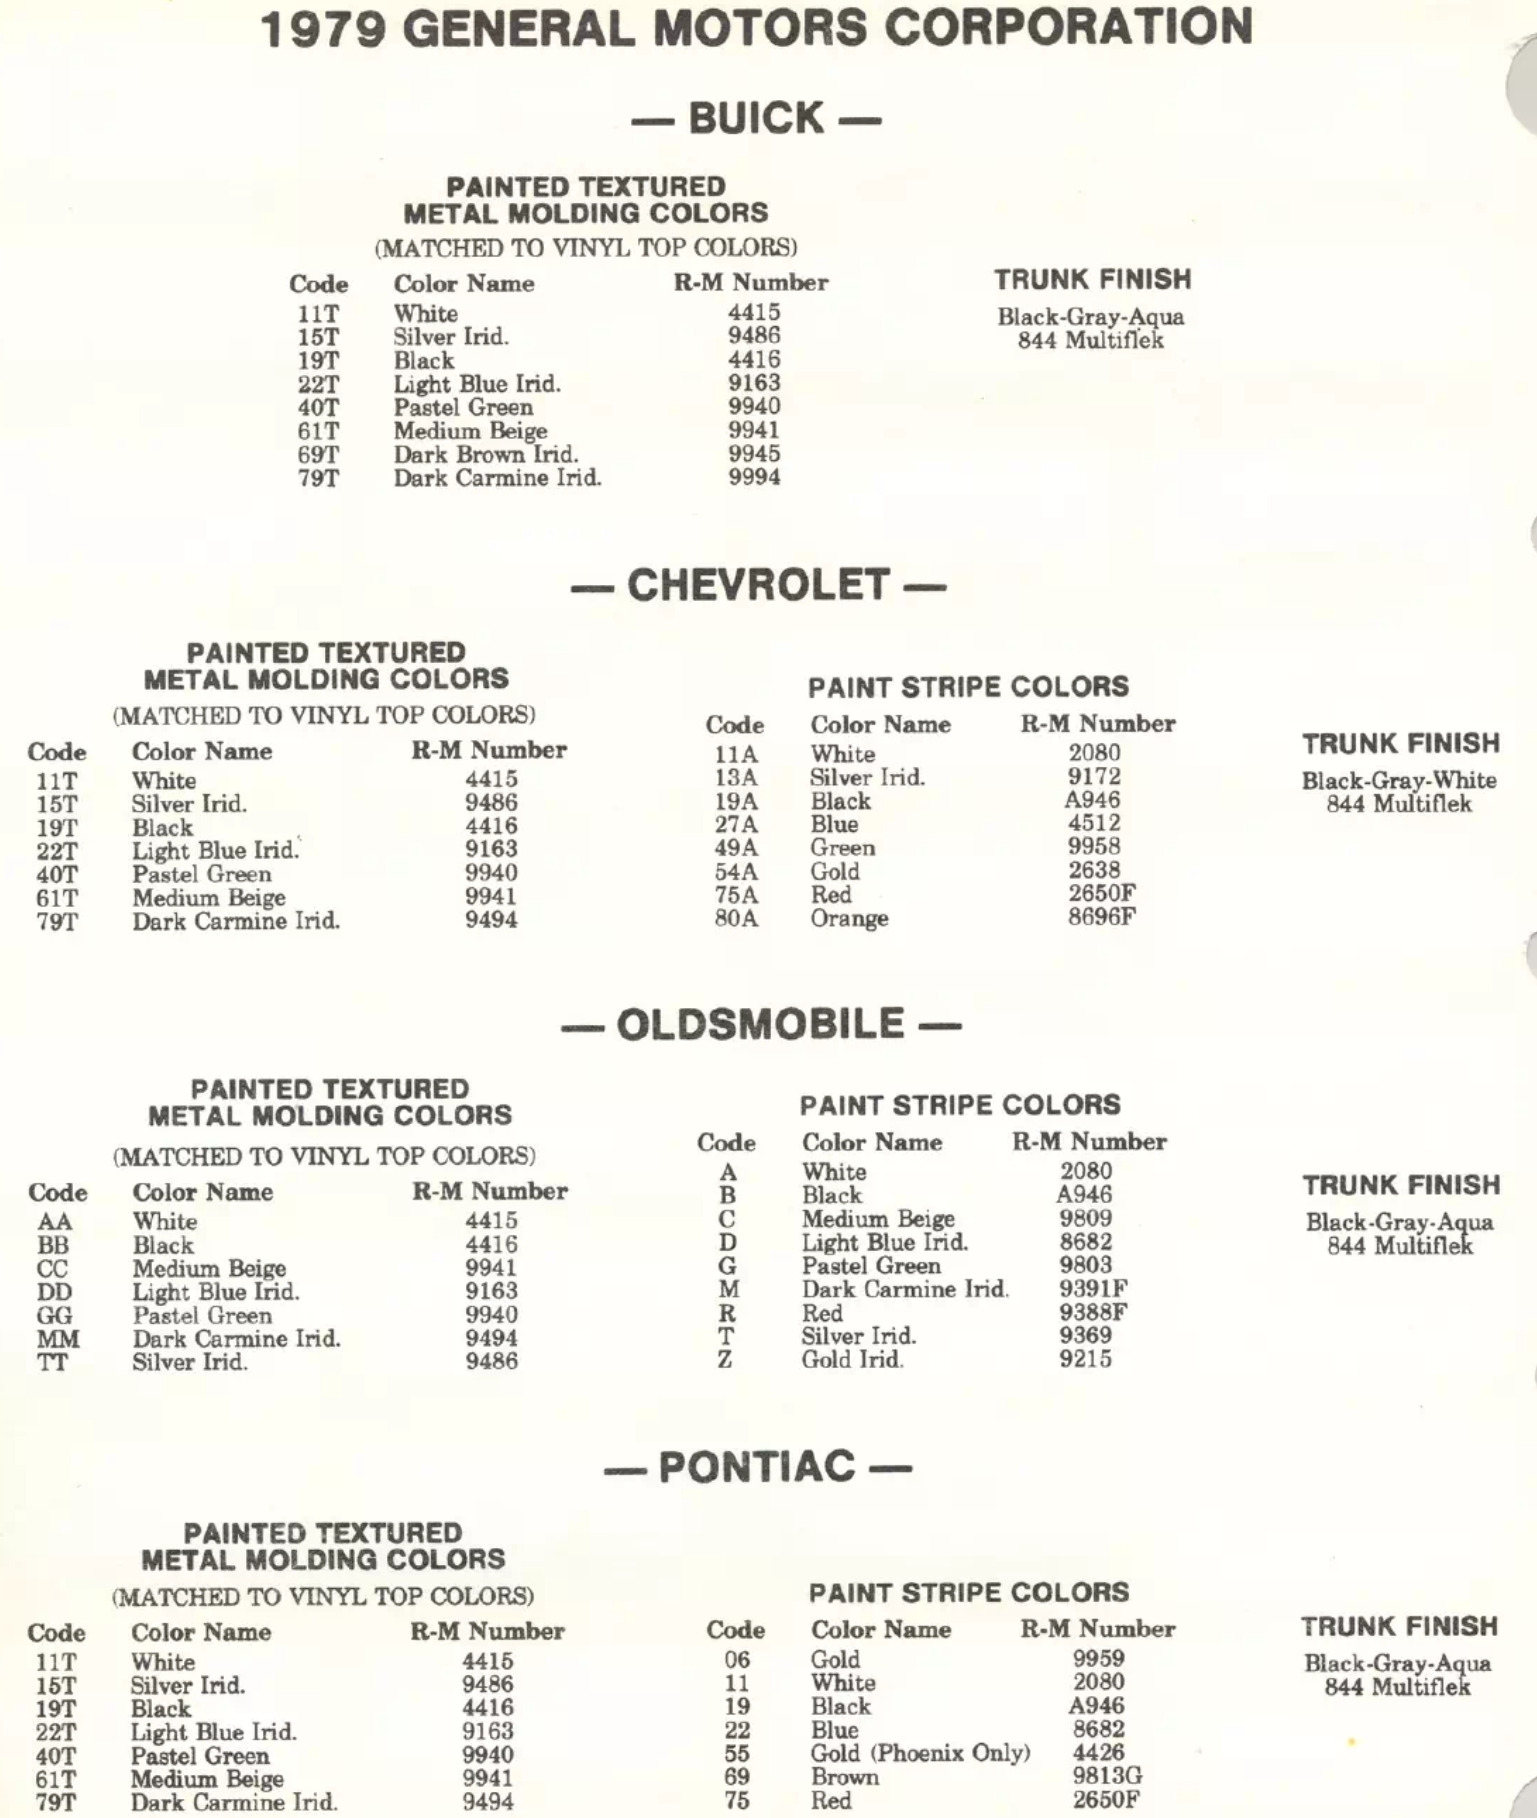 1979 GENERAL MOTORS CORPORATION
— BUICK —
PAINTED TEXTURED
METAL MOLDING COLORS
(MATCHED TO VINYL TOP COLORS)
Code Color Name R-M Number
11T White 4415
15T Silver Irid. 9486
19T Black 4416
22T Light Blue Irid. 9163
40T Pastel Green 9940
61T Medium Beige 9941
69T Dark Brown Irid. 9945
79T Dark Carmine Irid. 9994
TRUNK FINISH
Black-Gray-Aqua
844 Multiflek
— CHEVROLET —
PAINTED TEXTURED
METAL MOLDING COLORS
(MATCHED TO VINYL TOP COLORS)
Code Color Name R-M Number
11T White 4415
15T Silver Irid. 9486
19T Black 4416
22T Light Blue Irid. 9163
40T Pastel Green 9940
61T Medium Beige 9941
79T Dark Carmine Irid. 9494
PAINT STRIPE COLORS
Code Color Name R-M Number
11A White 2080
13A Silver Irid. 9172
19A Black A946
27A Blue 4512
49A Green 9958
54A Gold 2638
75A Red 2650F
80A Orange 8696F
TRUNK FINISH
Black-Gray-White
844 Multiflek
— OLDSMOBILE —
PAINTED TEXTURED
METAL MOLDING COLORS
(MATCHED TO VINYL TOP COLORS)
Code Color Name R-M Number
AA White 4415
BB Black 4416
CC Medium Beige 9941
DD Light Blue Irid. 9163
GG Pastel Green 9940
MM Dark Carmine Irid. 9494
TT Silver Irid. 9486
PAINT STRIPE COLORS
Code Color Name R-M Number
A White 2080
B Black A946
C Medium Beige 9809
D Light Blue Irid. 8682
G Pastel Green 9803
M Dark Carmine Irid. 9391F
R Red 9388F
T Silver Irid. 9369
Z Gold Irid. 9215
TRUNK FINISH
Black-Gray-Aqua
844 Multiflek
— PONTIAC —
PAINTED TEXTURED
METAL MOLDING COLORS
(MATCHED TO VINYL TOP COLORS)
Code Color Name R-M Number
11T White 4415
15T Silver Irid. 9486
19T Black 4416
22T Light Blue Irid. 9163
40T Pastel Green 9940
61T Medium Beige 9941
79T Dark Carmine Irid. 9494
PAINT STRIPE COLORS
Code Color Name R-M Number
06 Gold 9959
11 White 2080
19 Black A946
22 Blue 8682
55 Gold (Phoenix Only) 4426
69 Brown 9813G
75 Red 2650F
TRUNK FINISH
Black-Gray-Aqua
844 Multiflek